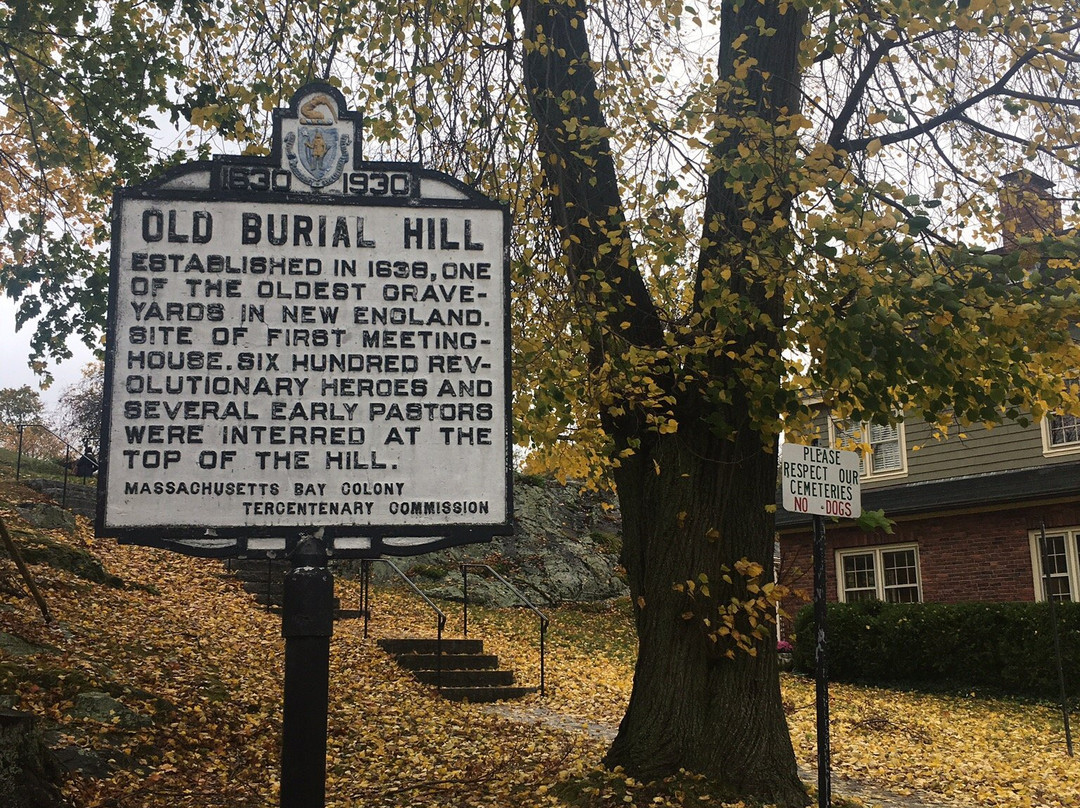 1630 1930
OLD BURIAL HILL
ESTABLISHED IN 1638, ONE
OF THE OLDEST GRAVE-
YARDS IN NEW ENGLAND.
SITE OF FIRST MEETING-
HOUSE. SIX HUNDRED REV-
OLUTIONARY HEROES AND
SEVERAL EARLY PASTORS
WERE INTERRED AT THE
TOP OF THE HILL.
MASSACHUSETTS BAY COLONY
TERCENTENARY COMMISSION
PLEASE
RESPECT OUR
CEMETERIES
NO DOGS